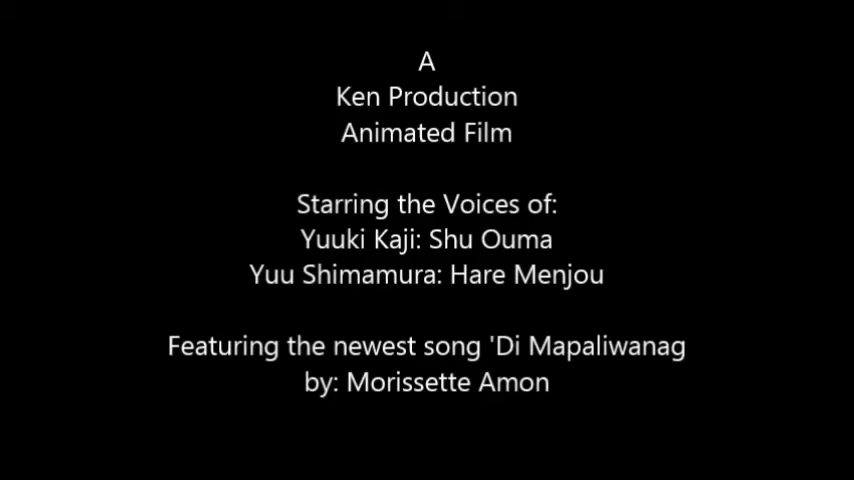 A
Ken Production
Animated Film
Starring the Voices of:
Yuuki Kaji: Shu Ouma
Yuu Shimamura: Hare Menjou
Featuring the newest song 'Di Mapaliwanag
by: Morissette Amon